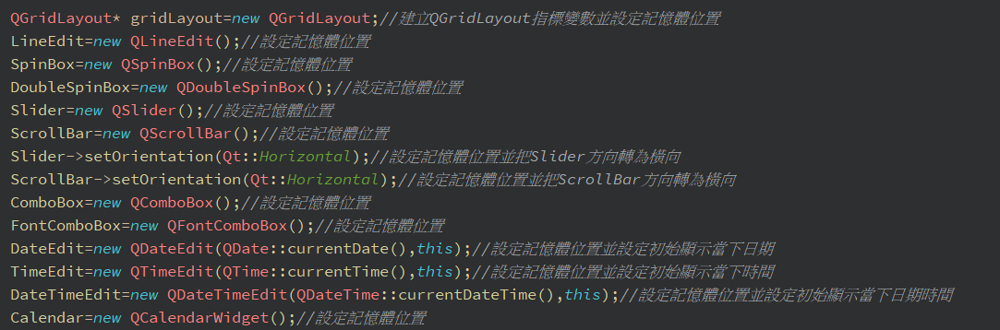 QGridLayout* gridLayout=new QGridLayout;//建立QGridLayout指標變數並設定記憶體位置
LineEdit=new QLineEdit();//設定記憶體位置
SpinBox=new QSpinBox();//設定記憶體位置
DoubleSpinBox=new QDoubleSpinBox();//設定記憶體位置
Slider=new QSlider();//設定記憶體位置
ScrollBar=new QScrollBar();//設定記憶體位置
Slider->setOrientation(Qt::Horizontal);//設定記憶體位置並把Slider方向轉為橫向
ScrollBar->setOrientation(Qt::Horizontal);//設定記憶體位置並把ScrollBar方向轉為橫向
ComboBox=new QComboBox();//設定記憶體位置
FontComboBox=new QFontComboBox();//設定記憶體位置
DateEdit=new QDateEdit(QDate::currentDate(),this);//設定記憶體位置並設定初始顯示當下日期
TimeEdit=new QTimeEdit(QTime::currentTime(),this);//設定記憶體位置並設定初始顯示當下時間
DateTimeEdit=new QDateTimeEdit(QDateTime::currentDateTime(),this);//設定記憶體位置並設定初始顯示當下日期時間
Calendar=new QCalendarWidget();//設定記憶體位置